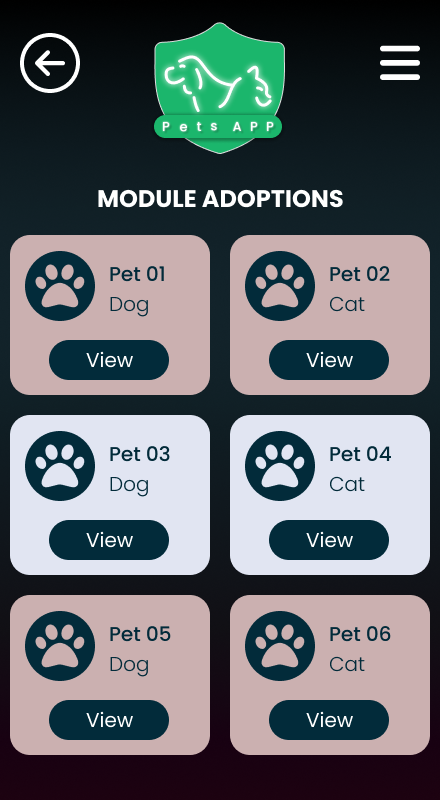 Pets APP
MODULE ADOPTIONS
Pet 01
Dog
View
Pet 02
Cat
View
Pet 03
Dog
View
Pet 04
Cat
View
Pet 05
Dog
View
Pet 06
Cat
View